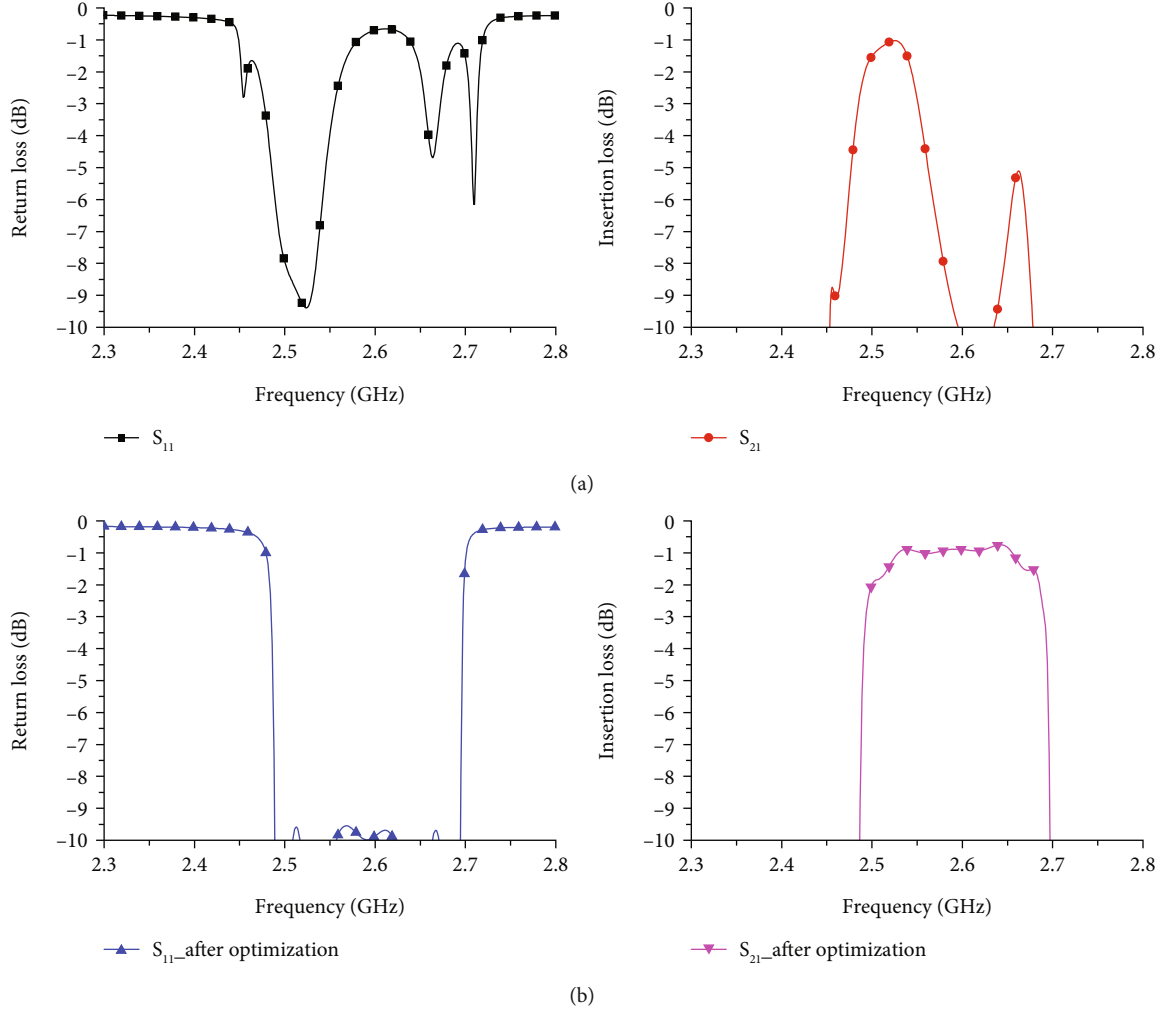 0
–1
–2
–3
–4
–5
–6
–7
–8
–9
–10
Return loss (dB)
2.3 2.4 2.5 2.6 2.7 2.8
Frequency (GHz)
S11
0
–1
–2
–3
–4
–5
–6
–7
–8
–9
–10
Insertion loss (dB)
2.3 2.4 2.5 2.6 2.7 2.8
Frequency (GHz)
S21
(a)
0
–1
–2
–3
–4
–5
–6
–7
–8
–9
–10
Return loss (dB)
2.3 2.4 2.5 2.6 2.7 2.8
Frequency (GHz)
S11_after optimization
0
–1
–2
–3
–4
–5
–6
–7
–8
–9
–10
Insertion loss (dB)
2.3 2.4 2.5 2.6 2.7 2.8
Frequency (GHz)
S21_after optimization
(b)